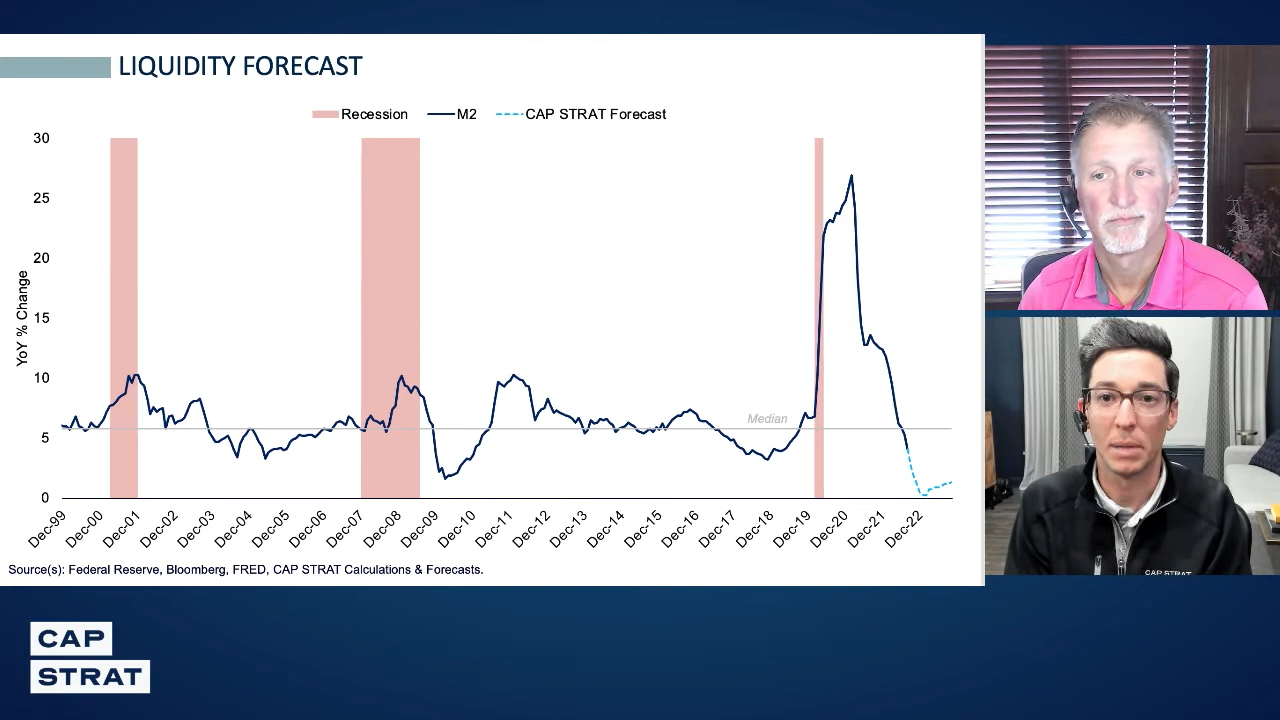 LIQUIDITY FORECAST
Recession M2 CAP STRAT Forecast
30
25
20
15
10
5
0
YoY % Change
Median
Dec-99 Dec-00 Dec-01 Dec-02 Dec-03 Dec-04 Dec-05 Dec-06 Dec-07 Dec-08 Dec-09 Dec-10 Dec-11 Dec-12 Dec-13 Dec-14 Dec-15 Dec-16 Dec-17 Dec-18 Dec-19 Dec-20 Dec-21 Dec-22
Source(s): Federal Reserve, Bloomberg, FRED, CAP STRAT Calculations & Forecasts.
CAP STRAT
CAP
STRAT